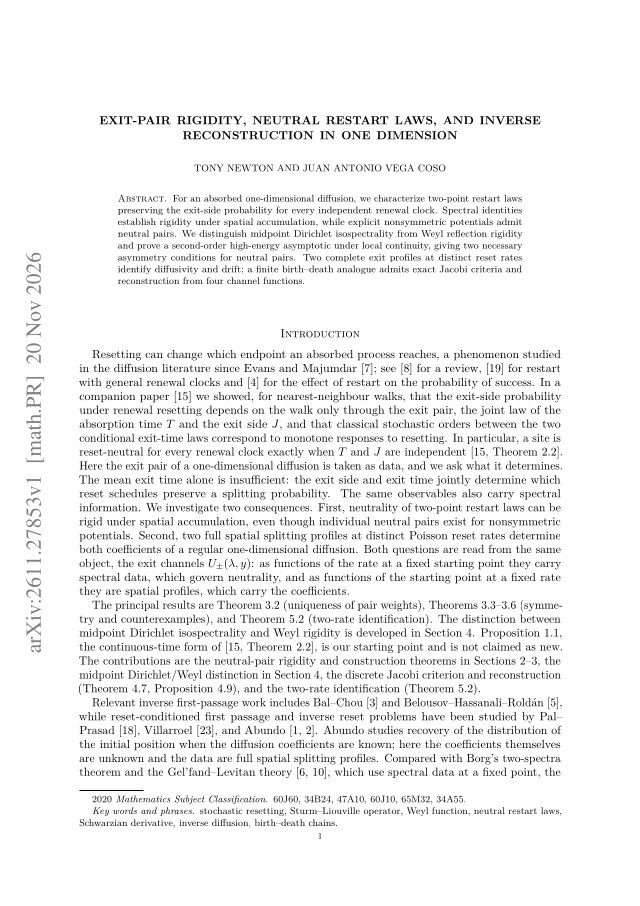 arXiv:2611.27853v1 [math.PR] 20 Nov 2026
EXIT-PAIR RIGIDITY, NEUTRAL RESTART LAWS, AND INVERSE
RECONSTRUCTION IN ONE DIMENSION
TONY NEWTON AND JUAN ANTONIO VEGA COSO
Abstract. For an absorbed one-dimensional diffusion, we characterize two-point restart laws
preserving the exit-side probability for every independent renewal clock. Spectral identities
establish rigidity under spatial accumulation, while explicit nonsymmetric potentials admit
neutral pairs. We distinguish midpoint Dirichlet isospectrality from Weyl reflection rigidity
and prove a second-order high-energy asymptotic under local continuity, giving two necessary
asymmetry conditions for neutral pairs. Two complete exit profiles at distinct reset rates
identify diffusivity and drift; a finite birth–death analogue admits exact Jacobi criteria and
reconstruction from four channel functions.
Introduction
Resetting can change which endpoint an absorbed process reaches, a phenomenon studied
in the diffusion literature since Evans and Majumdar [7]; see [8] for a review, [19] for restart
with general renewal clocks and [4] for the effect of restart on the probability of success. In a
companion paper [15] we showed, for nearest-neighbour walks, that the exit-side probability
under renewal resetting depends on the walk only through the exit pair, the joint law of the
absorption time T and the exit side J, and that classical stochastic orders between the two
conditional exit-time laws correspond to monotone responses to resetting. In particular, a site is
reset-neutral for every renewal clock exactly when T and J are independent [15, Theorem 2.2].
Here the exit pair of a one-dimensional diffusion is taken as data, and we ask what it determines.
The mean exit time alone is insufficient: the exit side and exit time jointly determine which
reset schedules preserve a splitting probability. The same observables also carry spectral
information. We investigate two consequences. First, neutrality of two-point restart laws can be
rigid under spatial accumulation, even though individual neutral pairs exist for nonsymmetric
potentials. Second, two full spatial splitting profiles at distinct Poisson reset rates determine
both coefficients of a regular one-dimensional diffusion. Both questions are read from the same
object, the exit channels U±(λ, y): as functions of the rate at a fixed starting point they carry
spectral data, which govern neutrality, and as functions of the starting point at a fixed rate
they are spatial profiles, which carry the coefficients.
The principal results are Theorem 3.2 (uniqueness of pair weights), Theorems 3.3–3.6 (symme-
try and counterexamples), and Theorem 5.2 (two-rate identification). The distinction between
midpoint Dirichlet isospectrality and Weyl rigidity is developed in Section 4. Proposition 1.1,
the continuous-time form of [15, Theorem 2.2], is our starting point and is not claimed as new.
The contributions are the neutral-pair rigidity and construction theorems in Sections 2–3, the
midpoint Dirichlet/Weyl distinction in Section 4, the discrete Jacobi criterion and reconstruction
(Theorem 4.7, Proposition 4.9), and the two-rate identification (Theorem 5.2).
Relevant inverse first-passage work includes Bal–Chou [3] and Belousov–Hassanali–Roldán [5],
while reset-conditioned first passage and inverse reset problems have been studied by Pal–
Prasad [18], Villarroel [23], and Abundo [1, 2]. Abundo studies recovery of the distribution of
the initial position when the diffusion coefficients are known; here the coefficients themselves
are unknown and the data are full spatial splitting profiles. Compared with Borg's two-spectra
theorem and the Gel'fand–Levitan theory [6, 10], which use spectral data at a fixed point, the
2020 Mathematics Subject Classification. 60J60, 34B24, 47A10, 60J10, 65M32, 34A55.
Key words and phrases. stochastic resetting, Sturm–Liouville operator, Weyl function, neutral restart laws,
Schwarzian derivative, inverse diffusion. birth–death chains.
1